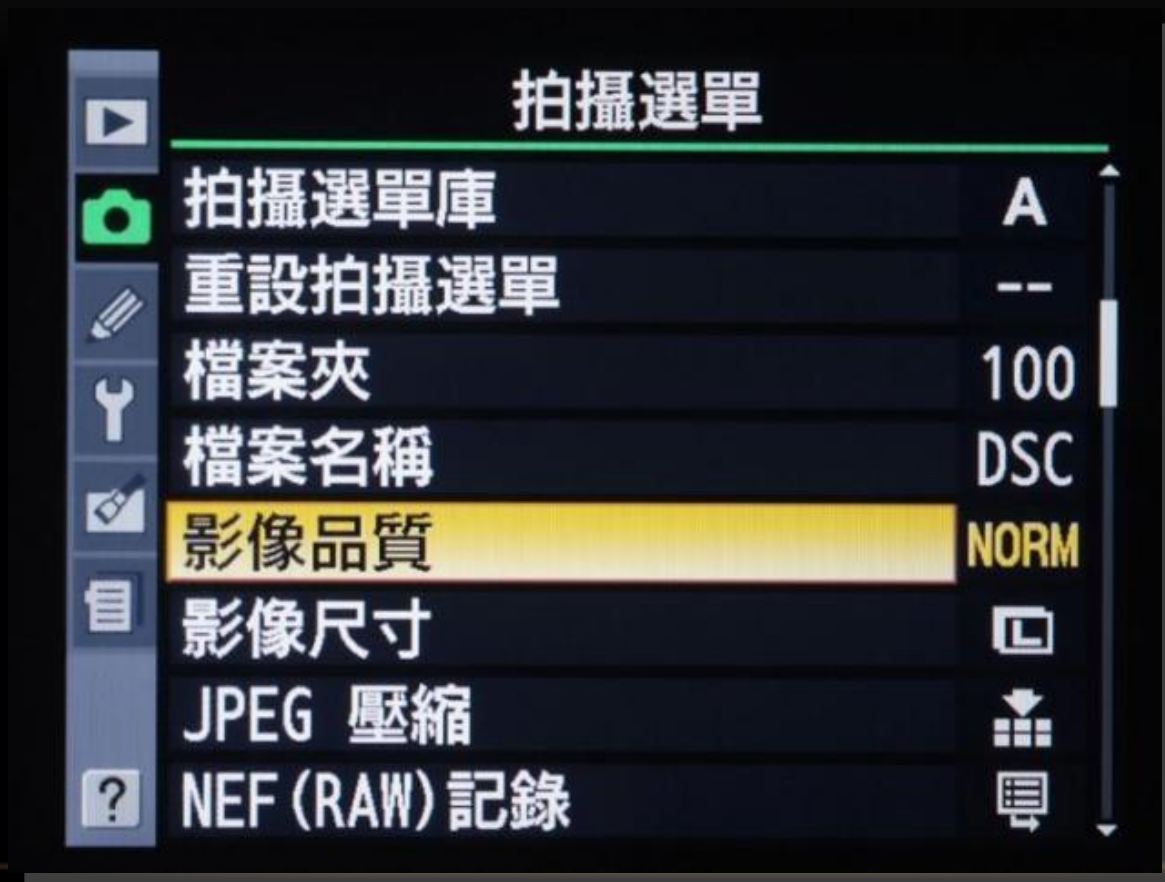 拍攝選單
拍攝選單庫 A
重設拍攝選單 --
檔案夾 100
檔案名稱 DSC
影像品質 NORM
影像尺寸 L
JPEG 壓縮
NEF(RAW)記錄
?